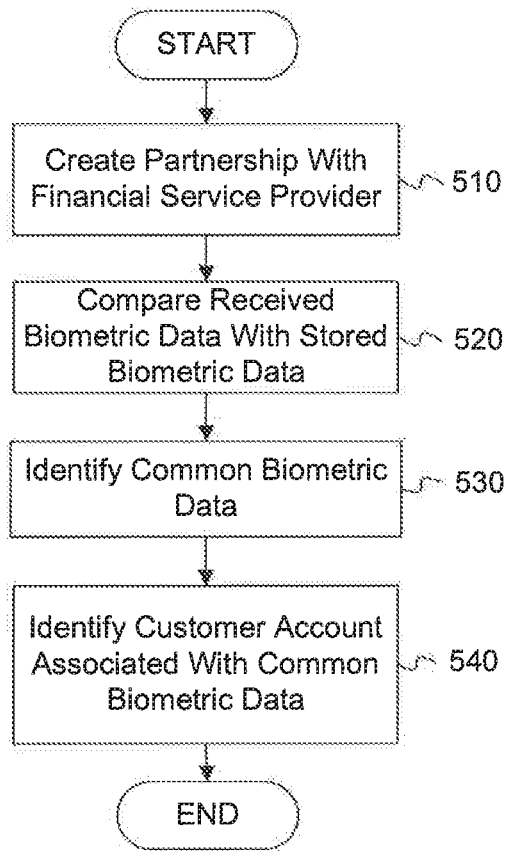 START
Create Partnership With
Financial Service Provider
510
Compare Received
Biometric Data With Stored
Biometric Data
520
Identify Common Biometric
Data
530
Identify Customer Account
Associated With Common
Biometric Data
540
END